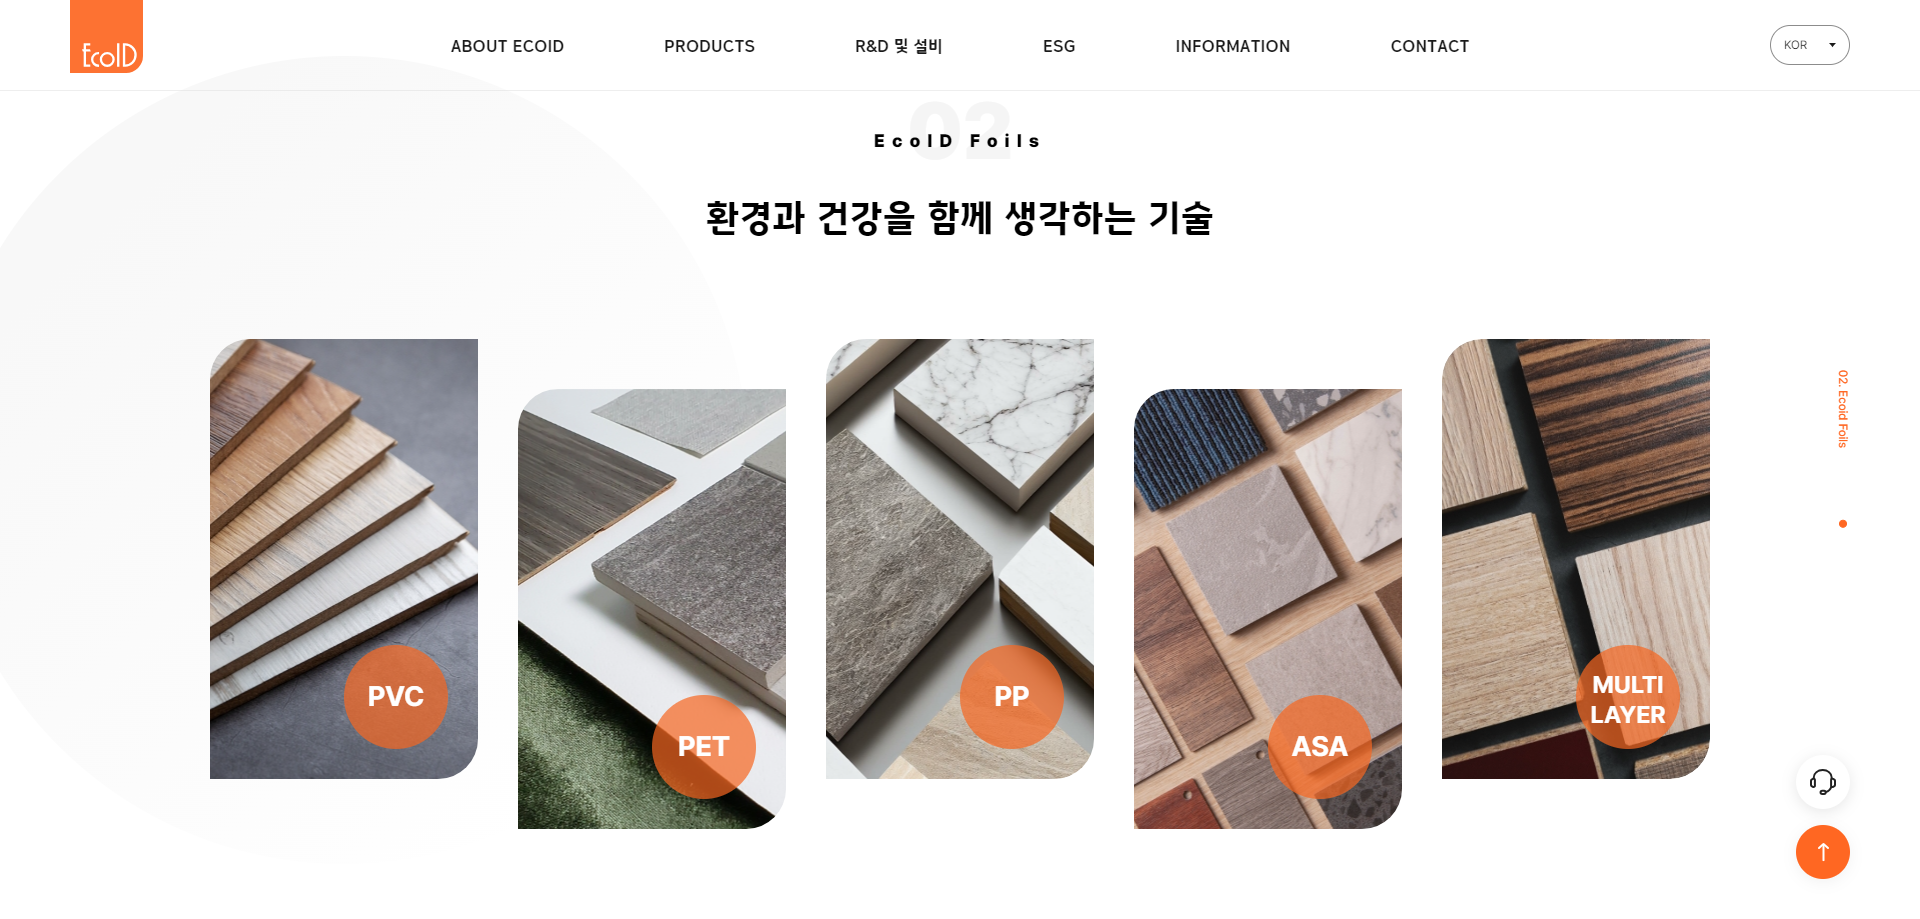 EcoID
ABOUT ECOID
PRODUCTS
R&D 및 설비
ESG
INFORMATION
CONTACT
KOR
02
EcoID Foils
환경과 건강을 함께 생각하는 기술
PVC
PET
PP
ASA
MULTI
LAYER
02. Ecoid Foils